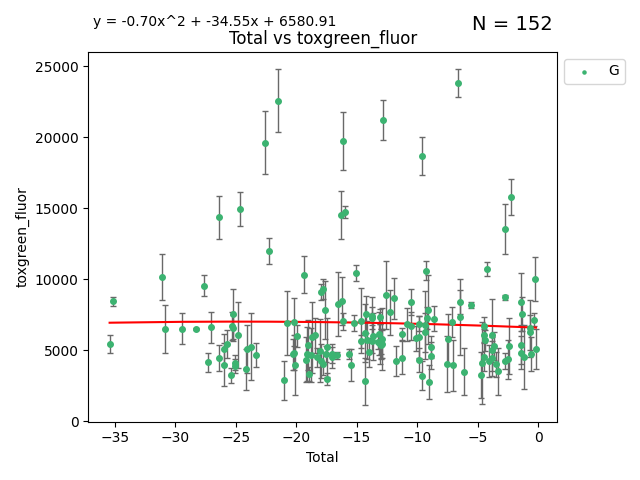 y = -0.70x^2 + -34.55x + 6580.91
N = 152
Total vs toxgreen_fluor
G
25000
20000
15000
10000
5000
0
toxgreen_fluor
−35 −30 −25 −20 −15 −10 −5 0
Total